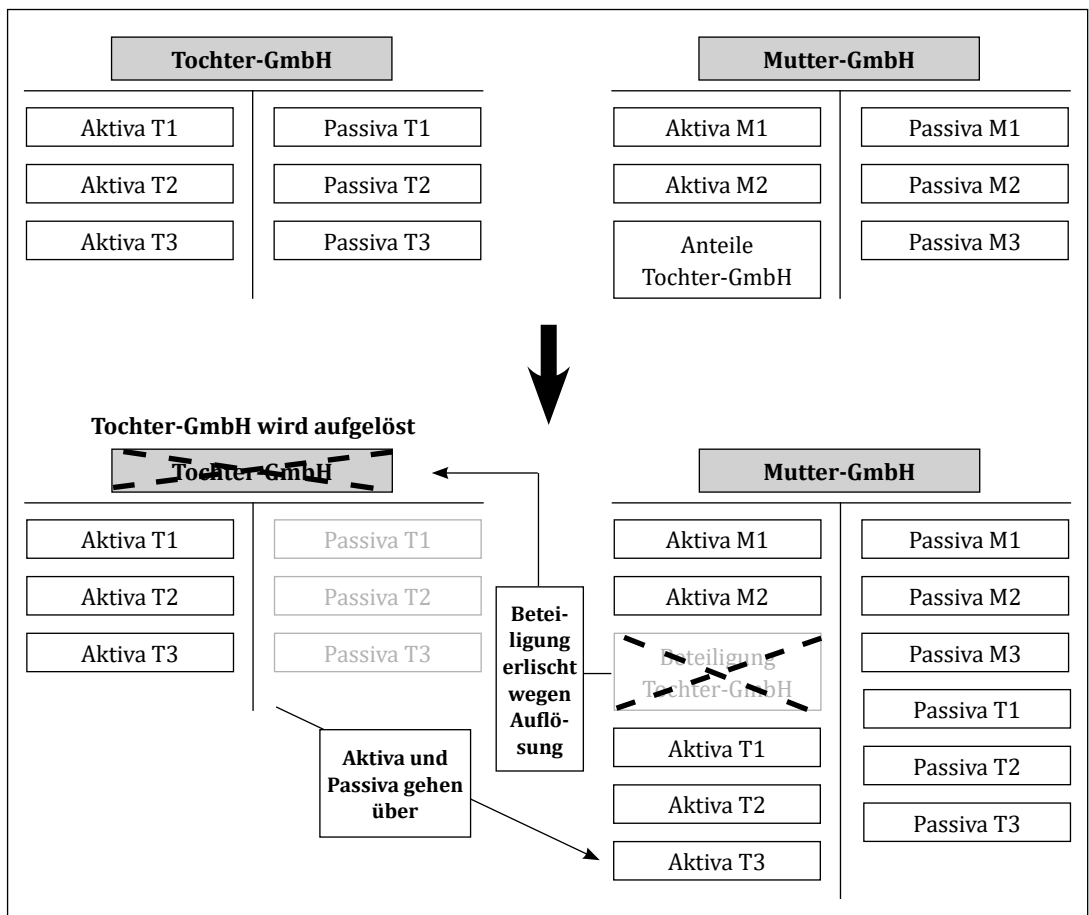 Tochter-GmbH
Aktiva T1
Passiva T1
Aktiva T2
Passiva T2
Aktiva T3
Passiva T3
Mutter-GmbH
Aktiva M1
Passiva M1
Aktiva M2
Passiva M2
Anteile
Tochter-GmbH
Passiva M3
Tochter-GmbH wird aufgelöst
Tochter-GmbH
Aktiva T1
Passiva T1
Aktiva T2
Passiva T2
Aktiva T3
Passiva T3
Aktiva und
Passiva gehen
über
Betei-
ligung
erlischt
wegen
Auflö-
sung
Mutter-GmbH
Aktiva M1
Passiva M1
Aktiva M2
Passiva M2
Beteiligung
Tochter-GmbH
Passiva M3
Passiva T1
Aktiva T1
Passiva T2
Aktiva T2
Passiva T3
Aktiva T3